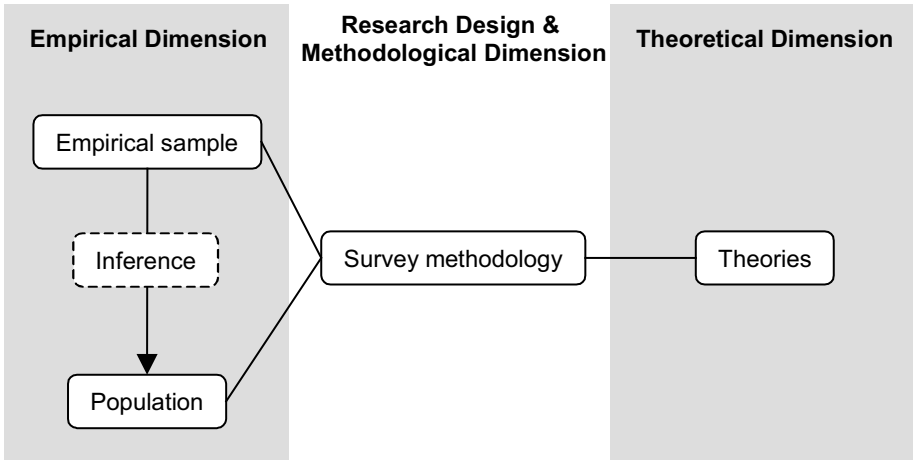 Empirical Dimension
Research Design &
Methodological Dimension
Theoretical Dimension
Empirical sample
Inference
Survey methodology
Theories
Population